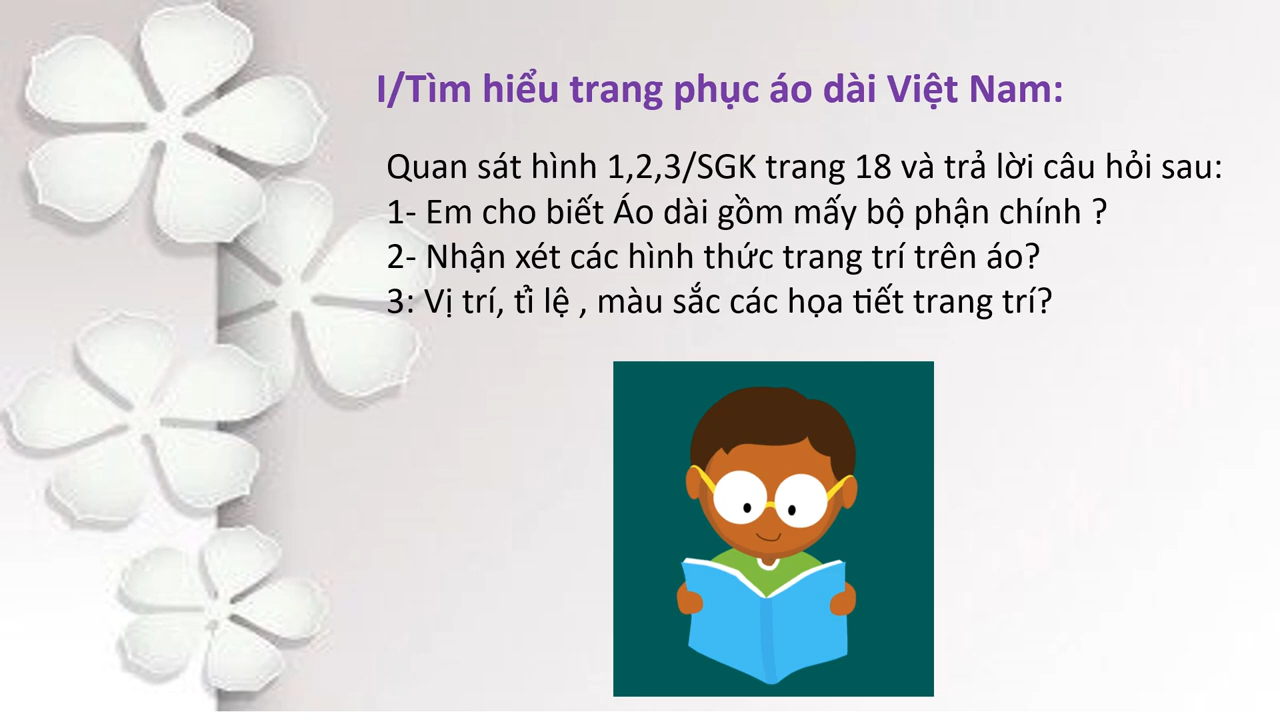 I/Tìm hiểu trang phục áo dài Việt Nam:
Quan sát hình 1,2,3/SGK trang 18 và trả lời câu hỏi sau:
1- Em cho biết Áo dài gồm mấy bộ phận chính ?
2- Nhận xét các hình thức trang trí trên áo?
3: Vị trí, tỉ lệ , màu sắc các họa tiết trang trí?